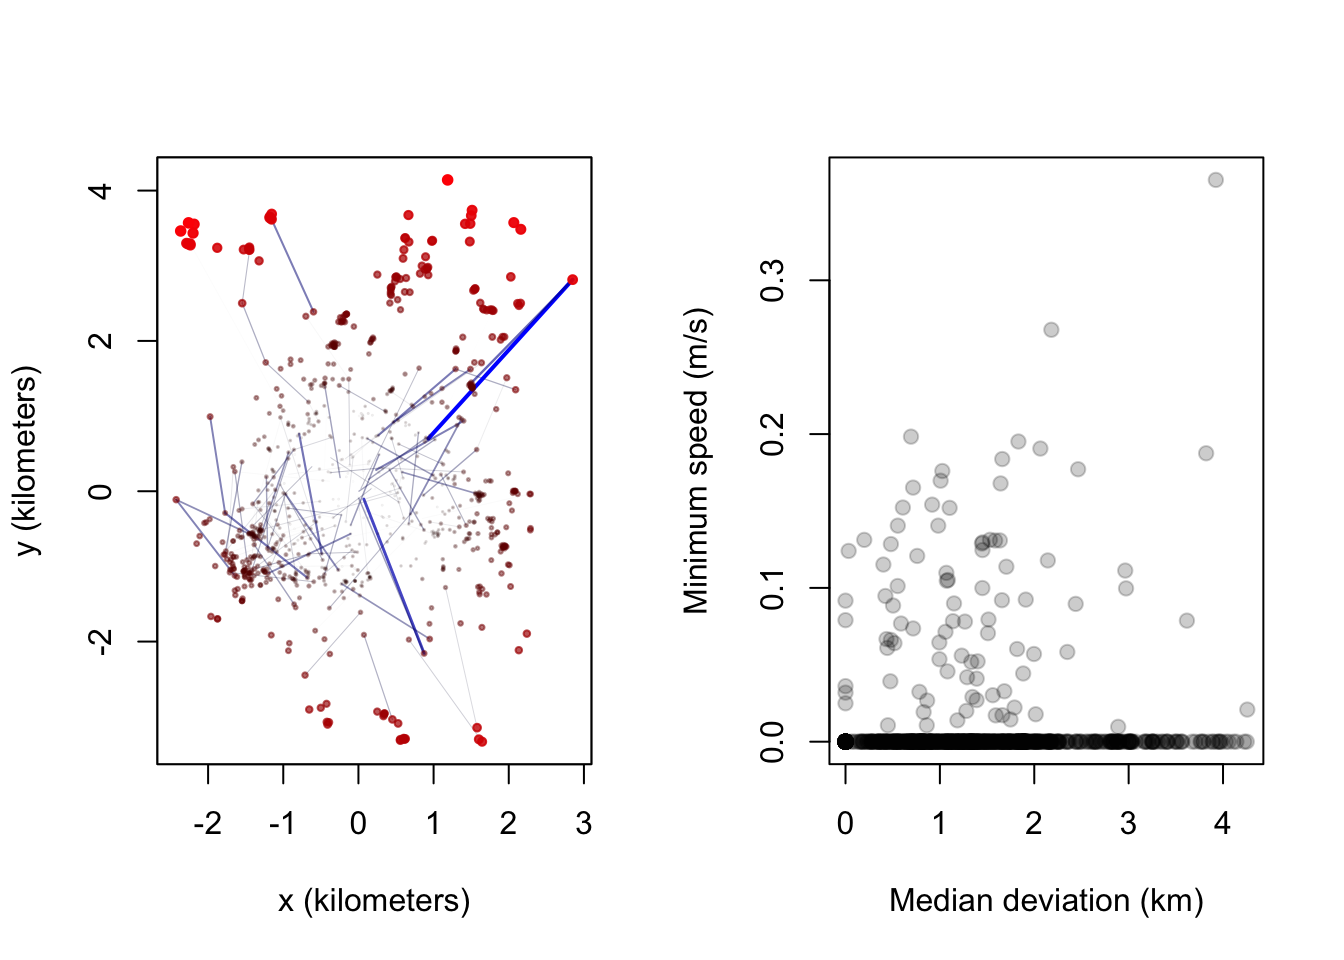 4
2
0
-2
y (kilometers)
-2 -1 0 1 2 3
x (kilometers)
0.3
0.2
0.1
0.0
Minimum speed (m/s)
0 1 2 3 4
Median deviation (km)